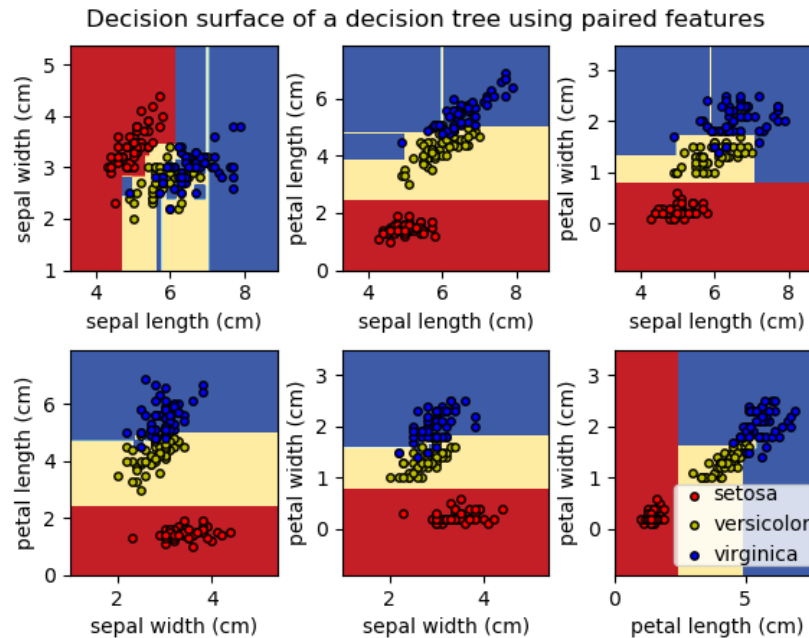 Decision surface of a decision tree using paired features
sepal width (cm)
5
4
3
2
1
4 6 8
sepal length (cm)
petal length (cm)
6
4
2
0
4 6 8
sepal length (cm)
petal width (cm)
3
2
1
0
4 6 8
sepal length (cm)
petal length (cm)
6
4
2
0
2 4
sepal width (cm)
petal width (cm)
3
2
1
0
2 4
sepal width (cm)
petal width (cm)
3
2
1
0
0 5
petal length (cm)
setosa
versicolor
virginica